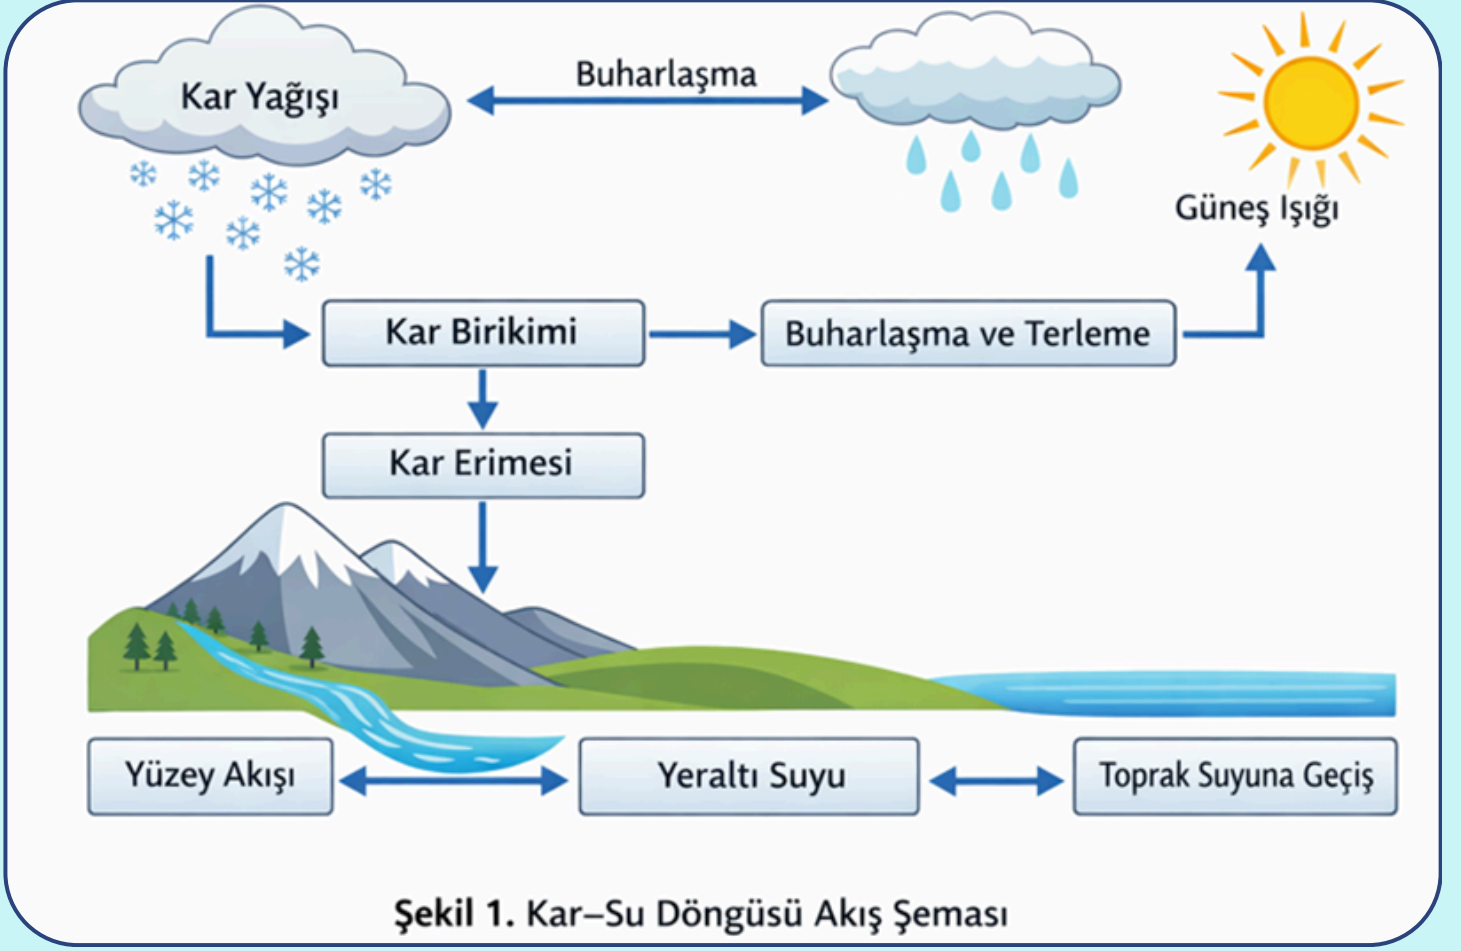 Kar Yağışı
Buharlaşma
Güneş Işığı
Kar Birikimi
Buharlaşma ve Terleme
Kar Erimesi
Yüzey Akışı
Yeraltı Suyu
Toprak Suyuna Geçiş
Şekil 1. Kar–Su Döngüsü Akış Şeması